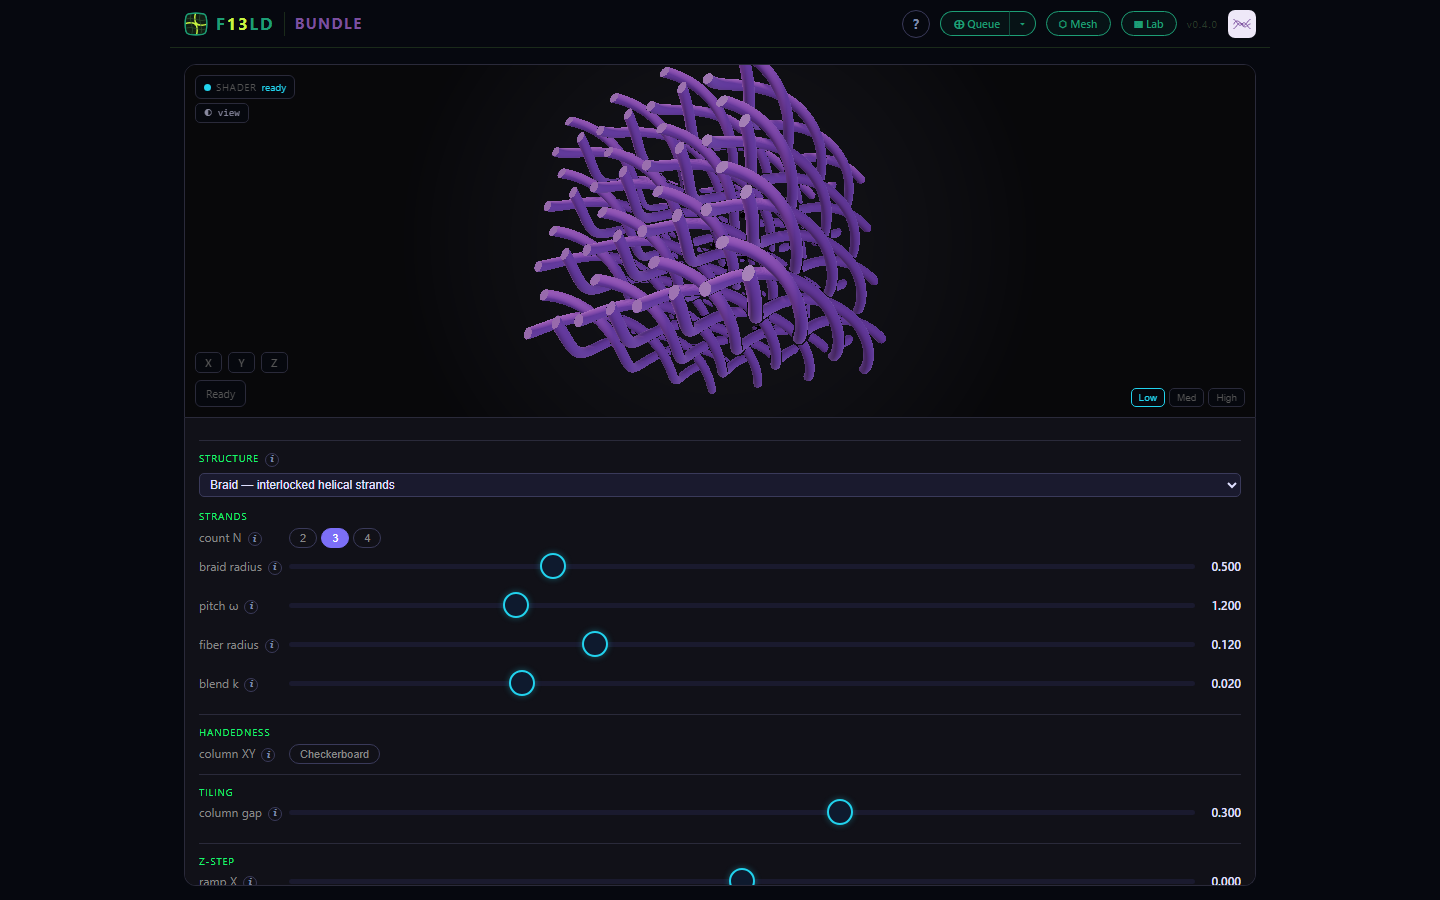 F13LD BUNDLE ? Queue Mesh Lab v0.4.0
SHADER ready
view
X Y Z
Ready
Low Med High
STRUCTURE i
Braid — interlocked helical strands
STRANDS
count N i 2 3 4
braid radius i 0.500
pitch ω i 1.200
fiber radius i 0.120
blend k i 0.020
HANDEDNESS
column XY i Checkerboard
TILING
column gap i 0.300
Z-STEP
ramp X i 0.000